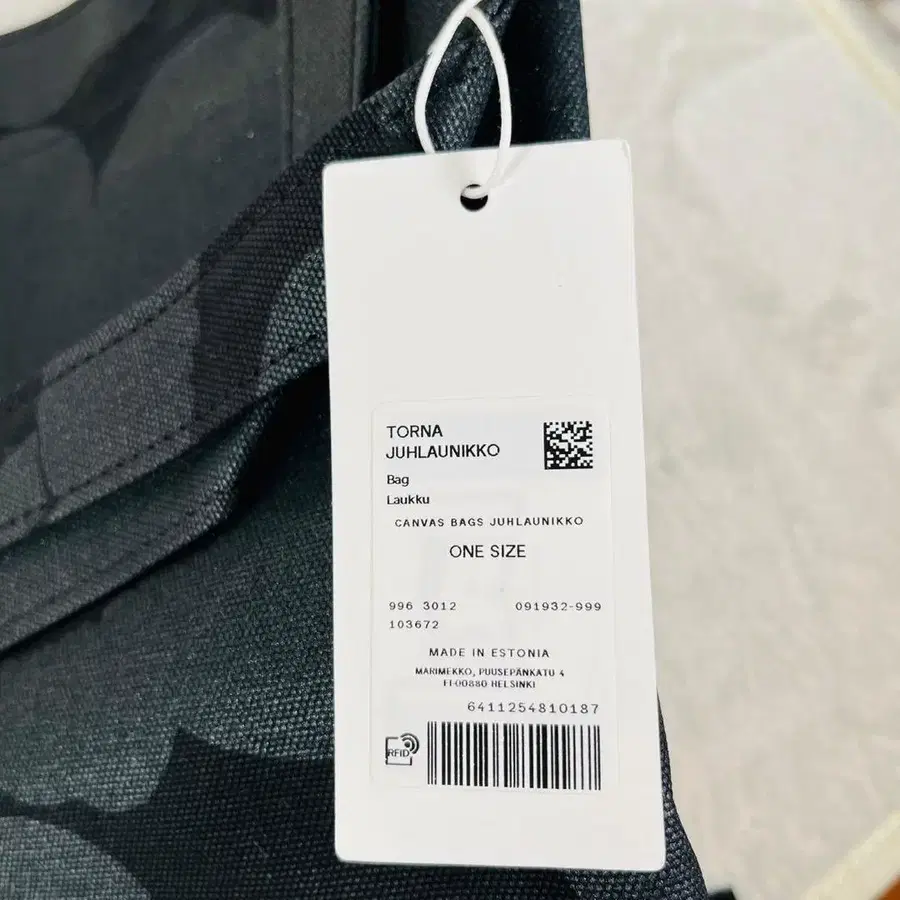 TORNA
JUHLAUNIKKO
Bag
Laukku
CANVAS BAGS JUHLAUNIKKO
ONE SIZE
996 3012 091932-999
103672
MADE IN ESTONIA
MARIMEKKO, PUUSEPÄNKATU 4
FI-00880 HELSINKI
6411254810187
RFID